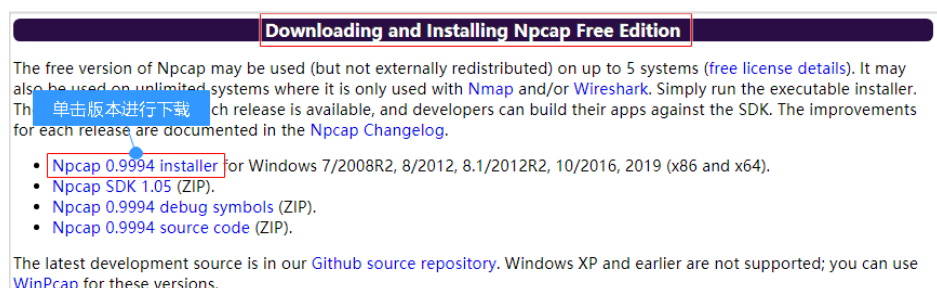 Downloading and Installing Npcap Free Edition
The free version of Npcap may be used (but not externally redistributed) on up to 5 systems (free license details). It may
also be used on unlimited systems where it is only used with Nmap and/or Wireshark. Simply run the executable installer.
单击版本进行下载
Th ch release is available, and developers can build their apps against the SDK. The improvements
for each release are documented in the Npcap Changelog.
• Npcap 0.9994 installer for Windows 7/2008R2, 8/2012, 8.1/2012R2, 10/2016, 2019 (x86 and x64).
• Npcap SDK 1.05 (ZIP).
• Npcap 0.9994 debug symbols (ZIP).
• Npcap 0.9994 source code (ZIP).
The latest development source is in our Github source repository. Windows XP and earlier are not supported; you can use
WinPcap for these versions.